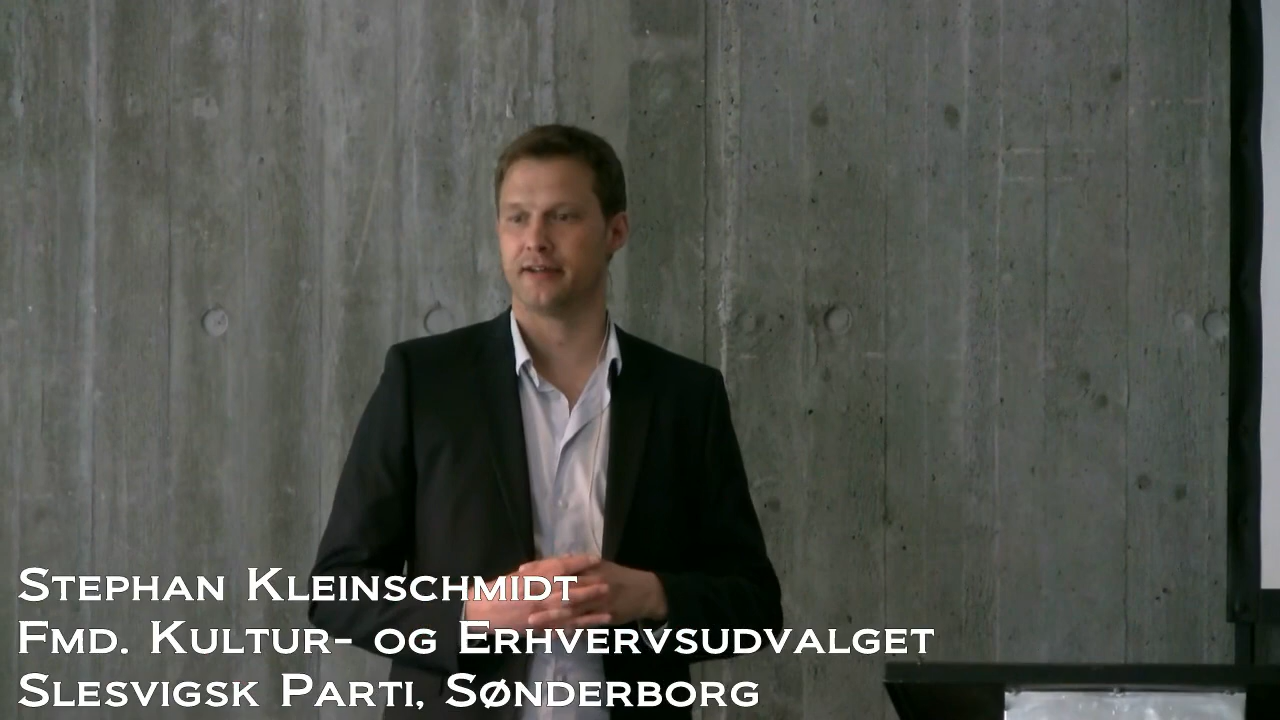 Stephan Kleinschmidt
Fmd. Kultur- og Erhvervsudvalget
Slesvigsk Parti, Sønderborg